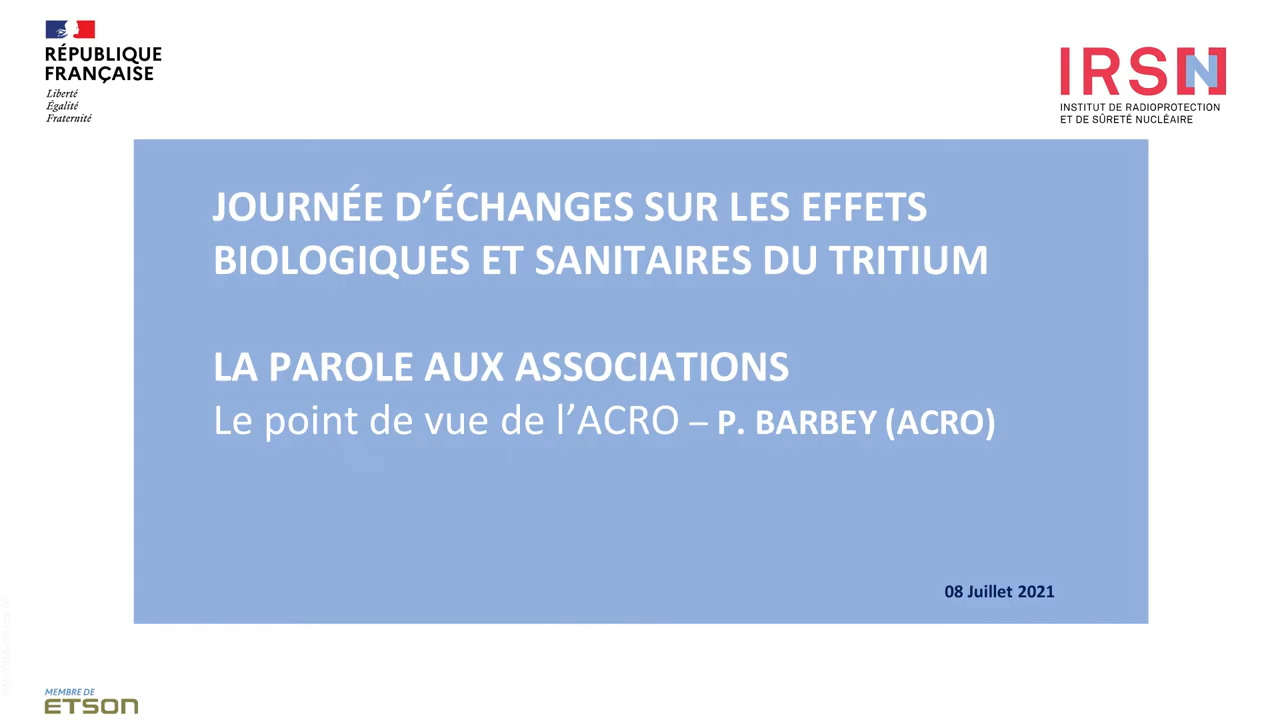 RÉPUBLIQUE
FRANÇAISE
Liberté
Égalité
Fraternité
IRSN
INSTITUT DE RADIOPROTECTION
ET DE SÛRETÉ NUCLÉAIRE
JOURNÉE D’ÉCHANGES SUR LES EFFETS
BIOLOGIQUES ET SANITAIRES DU TRITIUM
LA PAROLE AUX ASSOCIATIONS
Le point de vue de l’ACRO – P. BARBEY (ACRO)
08 Juillet 2021
MEMBRE DE
ETSON